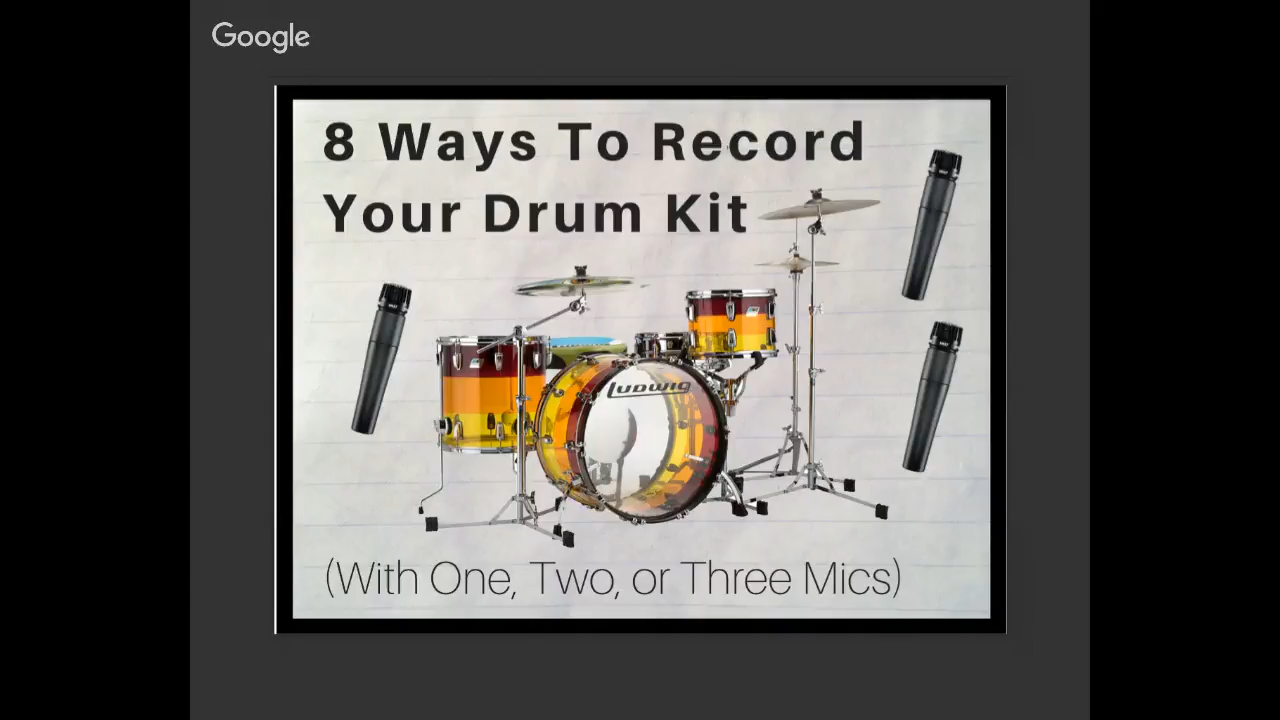 Google
8 Ways To Record
Your Drum Kit
Ludwig
(With One, Two, or Three Mics)